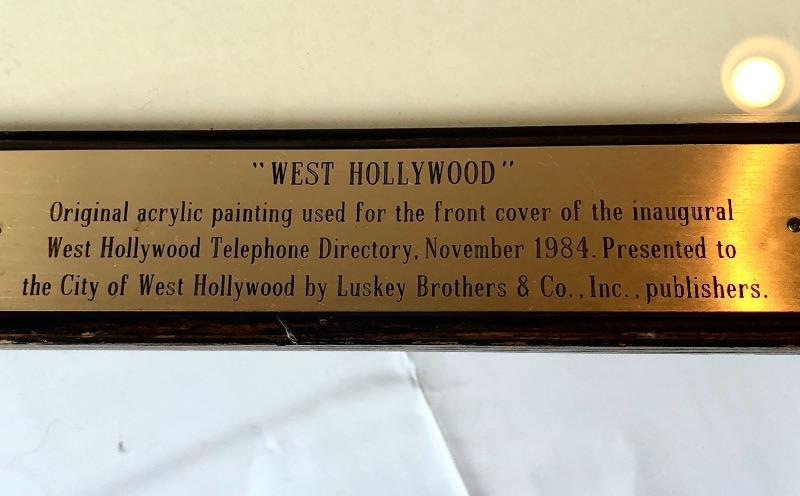 "WEST HOLLYWOOD"
Original acrylic painting used for the front cover of the inaugural
West Hollywood Telephone Directory, November 1984. Presented to
the City of West Hollywood by Luskey Brothers & Co., Inc., publishers.